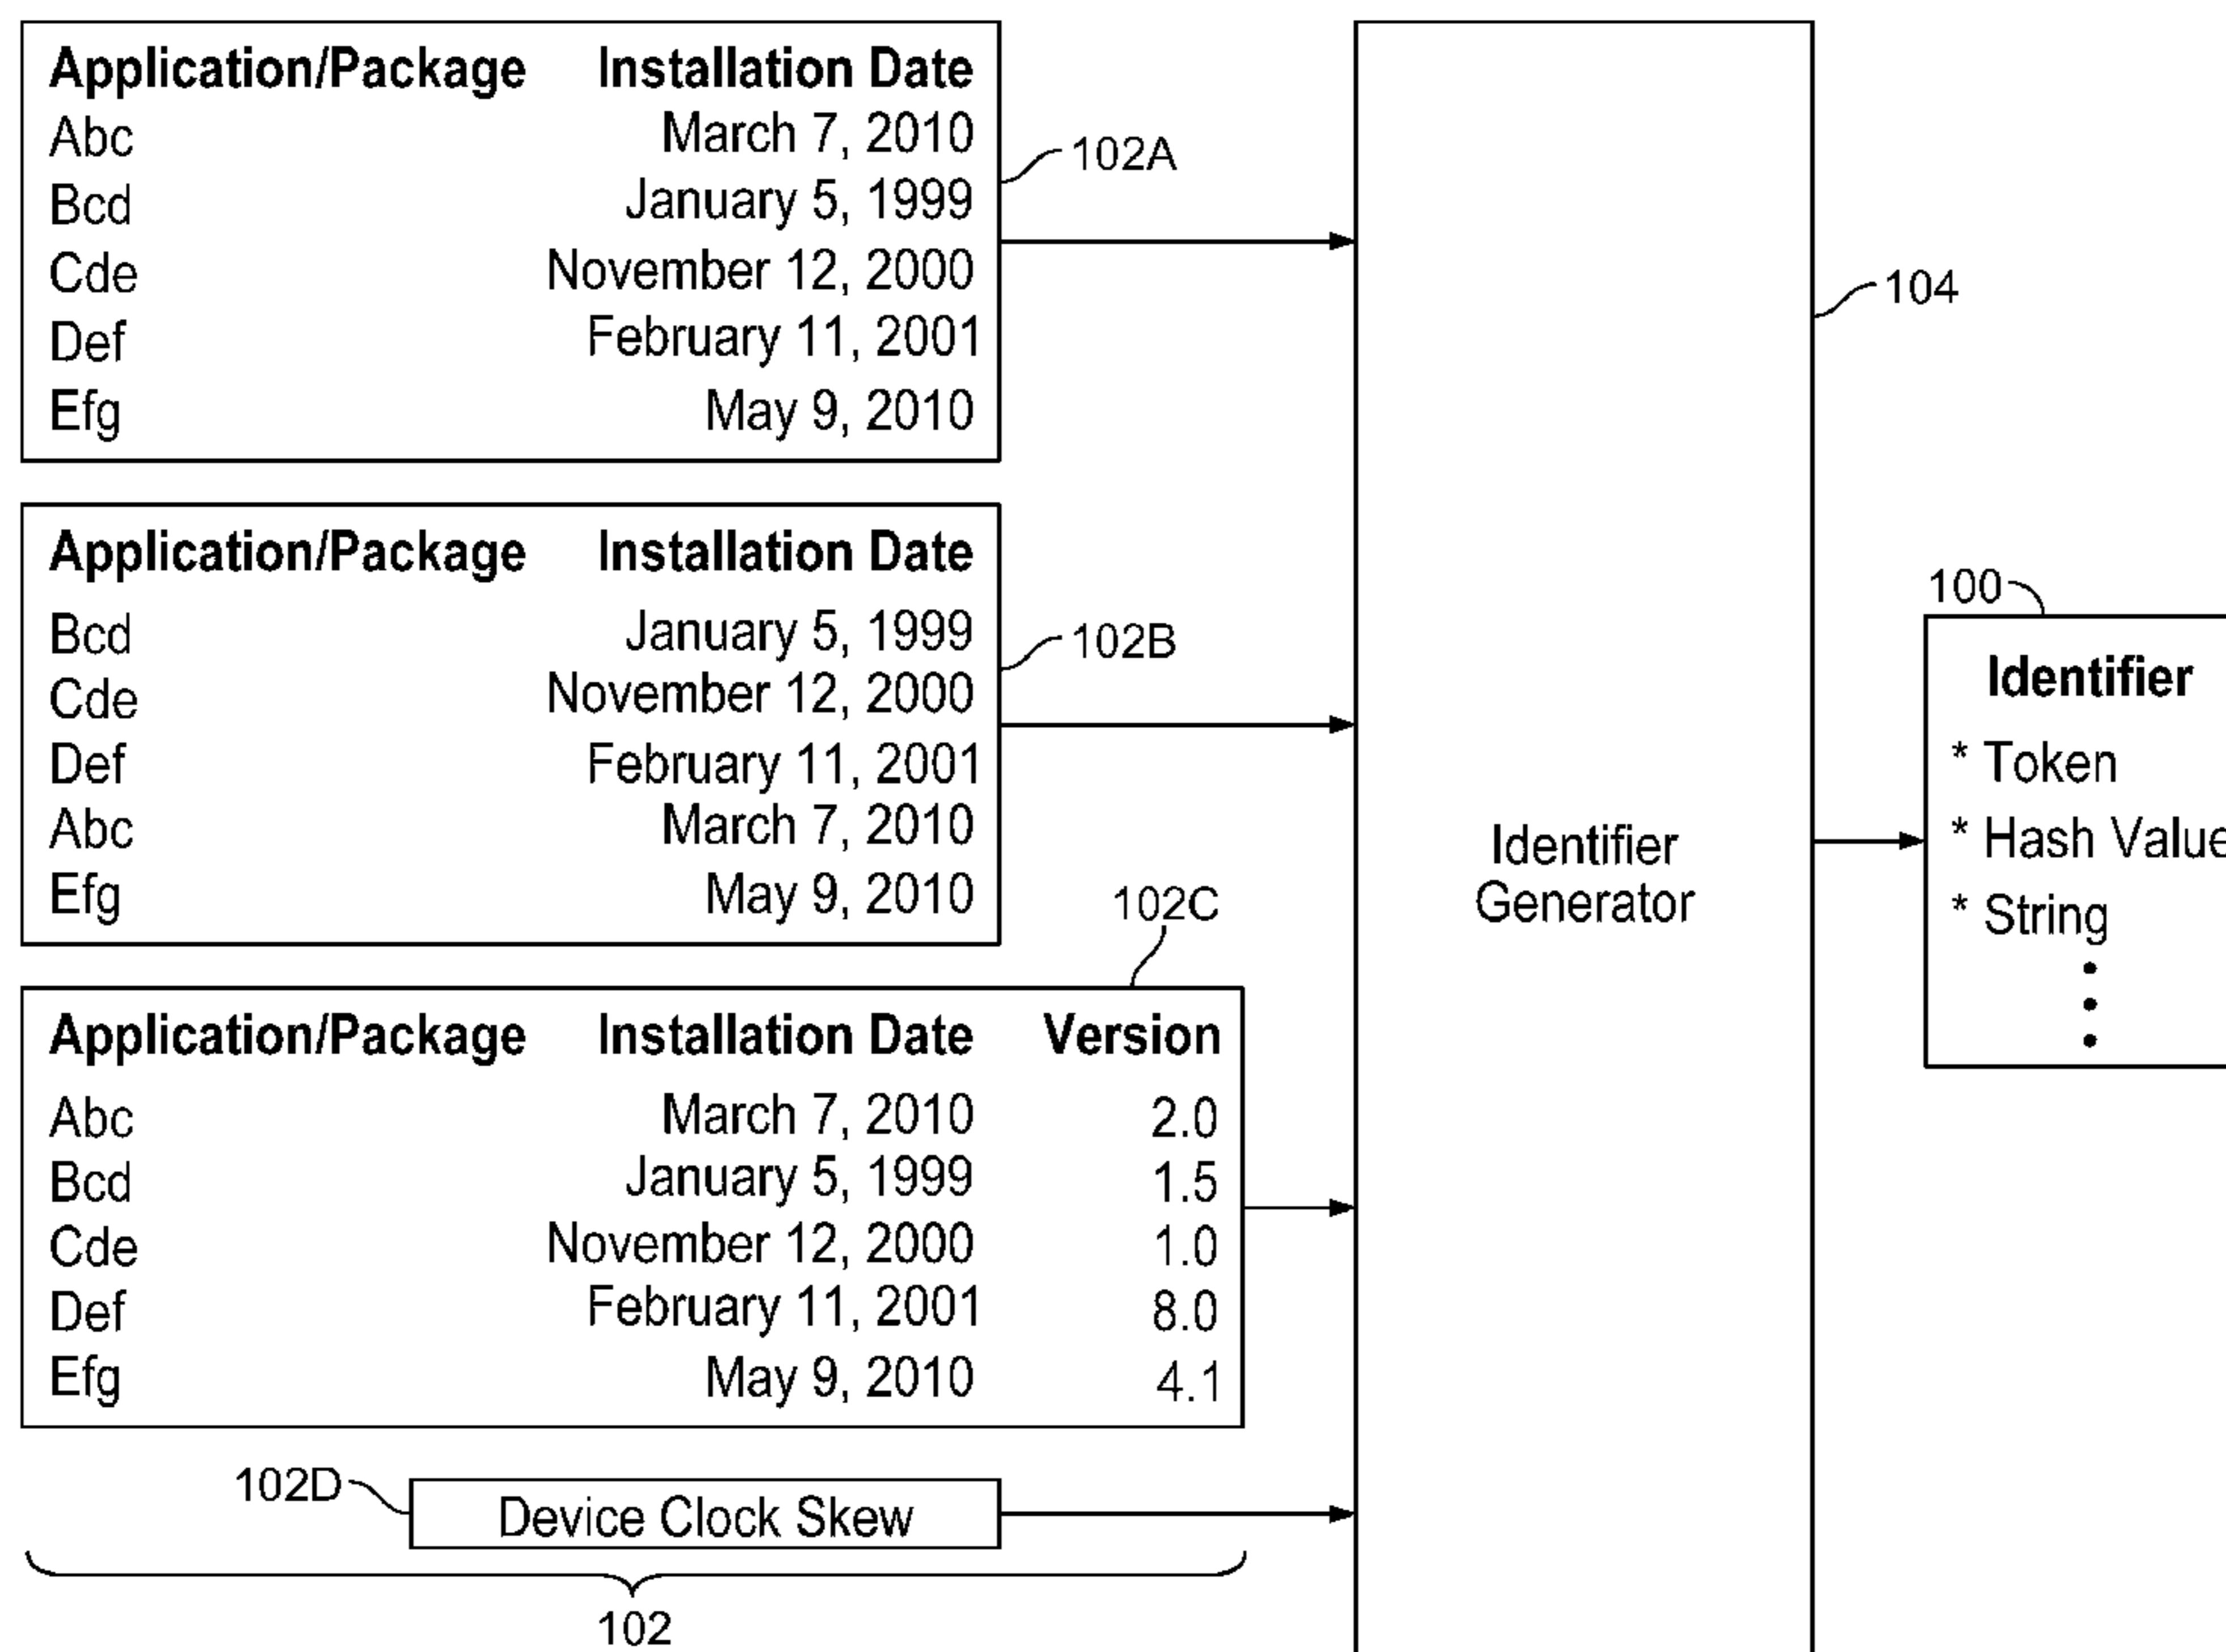 Application/Package Installation Date
Abc March 7, 2010
Bcd January 5, 1999
Cde November 12, 2000
Def February 11, 2001
Efg May 9, 2010
102A
Application/Package Installation Date
Bcd January 5, 1999
Cde November 12, 2000
Def February 11, 2001
Abc March 7, 2010
Efg May 9, 2010
102B
102C
Application/Package Installation Date Version
Abc March 7, 2010 2.0
Bcd January 5, 1999 1.5
Cde November 12, 2000 1.0
Def February 11, 2001 8.0
Efg May 9, 2010 4.1
102D
Device Clock Skew
102
104
Identifier
Generator
100
Identifier
* Token
* Hash Value
* String